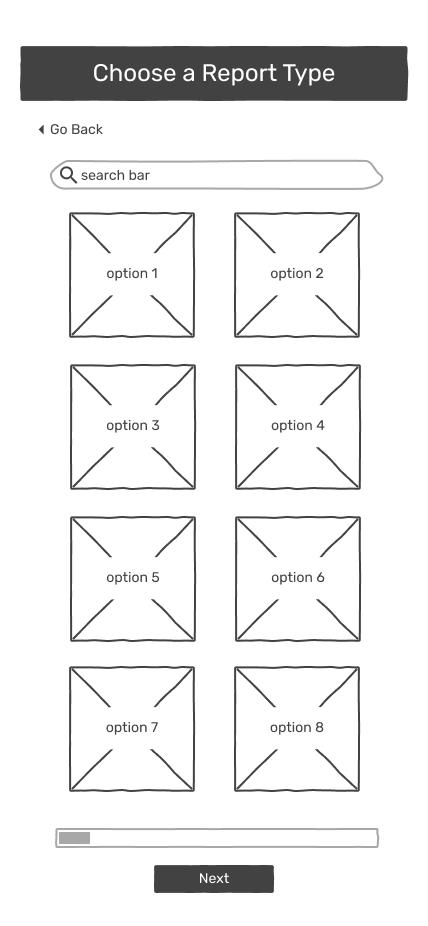 Choose a Report Type
Go Back
search bar
option 1
option 2
option 3
option 4
option 5
option 6
option 7
option 8
Next